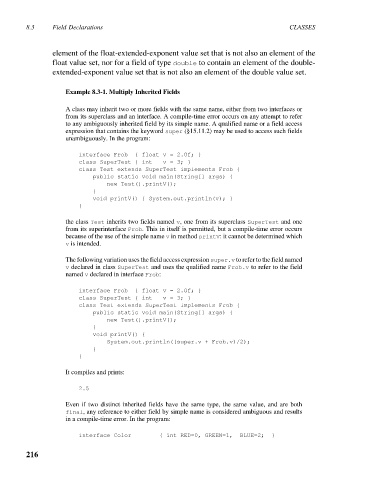 8.3 Field Declarations CLASSES
element of the float-extended-exponent value set that is not also an element of the
float value set, nor for a field of type double to contain an element of the double-
extended-exponent value set that is not also an element of the double value set.
Example 8.3-1. Multiply Inherited Fields
A class may inherit two or more fields with the same name, either from two interfaces or
from its superclass and an interface. A compile-time error occurs on any attempt to refer
to any ambiguously inherited field by its simple name. A qualified name or a field access
expression that contains the keyword super (§15.11.2) may be used to access such fields
unambiguously. In the program:
interface Frob { float v = 2.0f; }
class SuperTest { int v = 3; }
class Test extends SuperTest implements Frob {
public static void main(String[] args) {
new Test().printV();
}
void printV() { System.out.println(v); }
}
the class Test inherits two fields named v, one from its superclass SuperTest and one
from its superinterface Frob. This in itself is permitted, but a compile-time error occurs
because of the use of the simple name v in method printV: it cannot be determined which
v is intended.
The following variation uses the field access expression super.v to refer to the field named
v declared in class SuperTest and uses the qualified name Frob.v to refer to the field
named v declared in interface Frob:
interface Frob { float v = 2.0f; }
class SuperTest { int v = 3; }
class Test extends SuperTest implements Frob {
public static void main(String[] args) {
new Test().printV();
}
void printV() {
System.out.println((super.v + Frob.v)/2);
}
}
It compiles and prints:
2.5
Even if two distinct inherited fields have the same type, the same value, and are both
final, any reference to either field by simple name is considered ambiguous and results
in a compile-time error. In the program:
interface Color { int RED=0, GREEN=1, BLUE=2; }
216